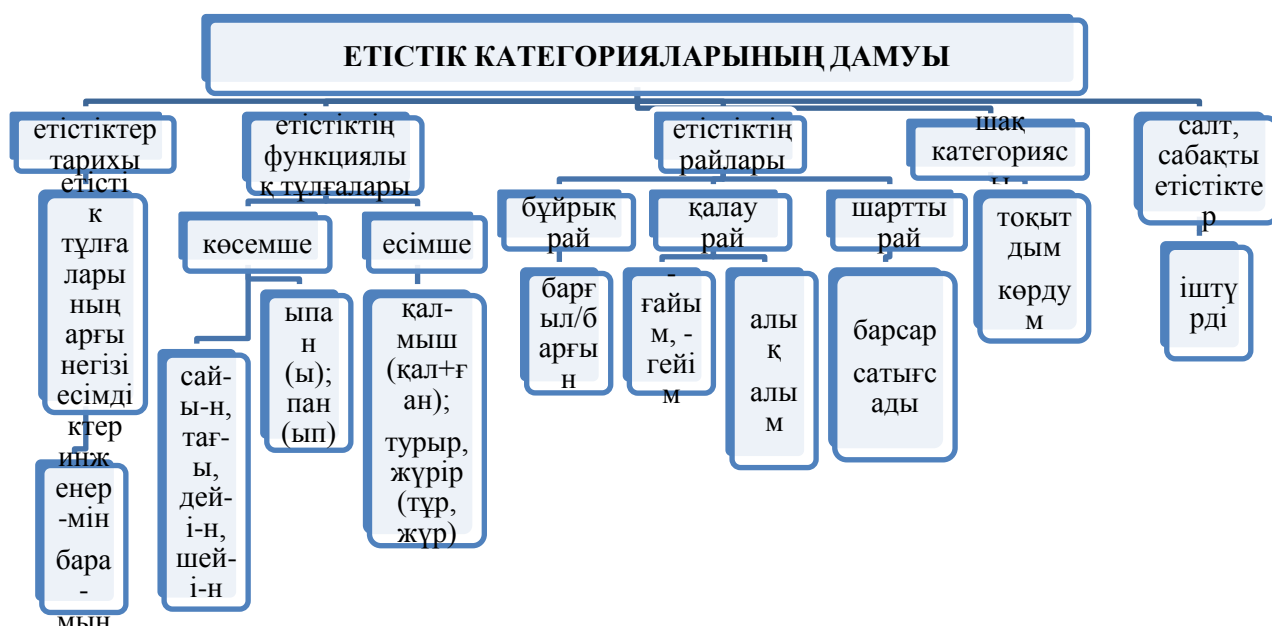 ЕТІСТІК КАТЕГОРИЯЛАРЫНЫҢ ДАМУЫ
етістіктер
тарихы
етісті
к
тұлға
лары
ның
арғы
негізі
есімді
ктер
инж
енер
-мін
бара
-
мын
етістіктің
функциялы
қ тұлғалары
көсемше
сай-
ы-н,
тағ-
ы,
дей-
і-н,
шей-
і-н
ыпа
н
(ы);
пан
(ып)
есімше
қал-
мыш
(қал+ғ
ан);
турыр,
жүрір
(тұр,
жүр)
етістіктің
райлары
бұйрық
рай
барғ
ыл/б
арғы
н
қалау
рай
-
ғайы
м, -
гейі
м
алы
қ
алы
м
шартты
рай
барсар
сатығс
ады
шақ
категорияс
ы
тоқыт
дым
көрду
м
салт,
сабақты
етістікте
р
іштү
рді